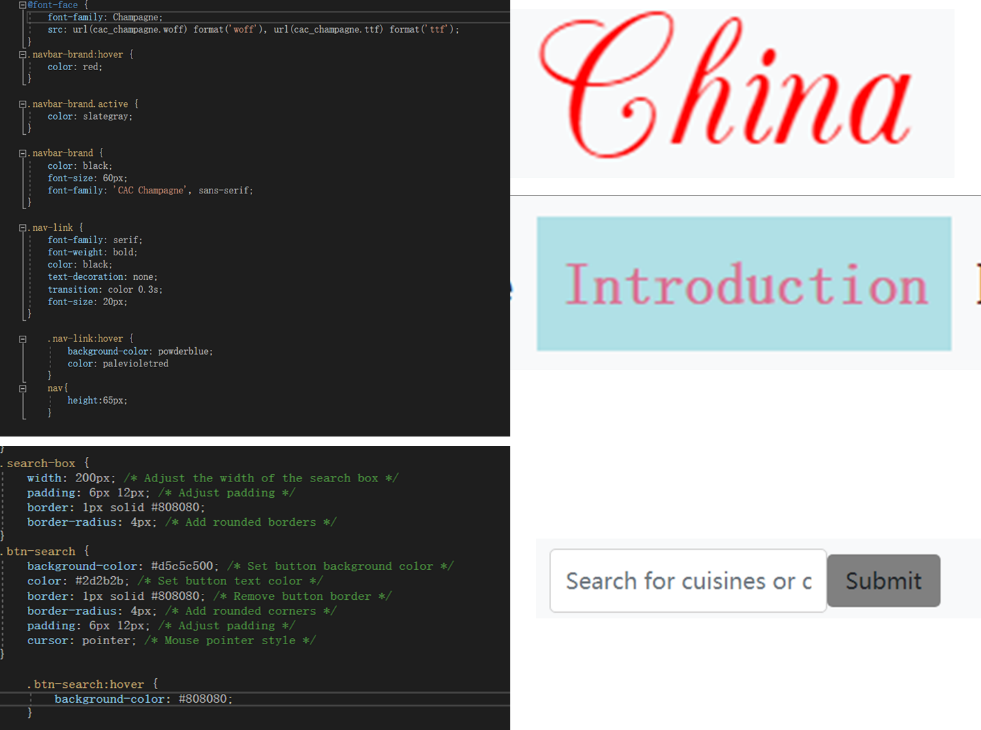 @font-face {
font-family: Champagne;
src: url(cac_champagne.woff) format('woff'), url(cac_champagne.ttf) format('ttf');
}
.navbar-brand:hover {
color: red;
}
.navbar-brand.active {
color: slategray;
}
.navbar-brand {
color: black;
font-size: 60px;
font-family: 'CAC Champagne', sans-serif;
}
.nav-link {
font-family: serif;
font-weight: bold;
color: black;
text-decoration: none;
transition: color 0.3s;
font-size: 20px;
}
.nav-link:hover {
background-color: powderblue;
color: palevioletred
}
nav{
height:65px;
}
}
.search-box {
width: 200px; /* Adjust the width of the search box */
padding: 6px 12px; /* Adjust padding */
border: 1px solid #808080;
border-radius: 4px; /* Add rounded borders */
}
.btn-search {
background-color: #d5c5c500; /* Set button background color */
color: #2d2b2b; /* Set button text color */
border: 1px solid #808080; /* Remove button border */
border-radius: 4px; /* Add rounded corners */
padding: 6px 12px; /* Adjust padding */
cursor: pointer; /* Mouse pointer style */
}
.btn-search:hover {
background-color: #808080;
}
China
Introduction
Search for cuisines or c
Submit